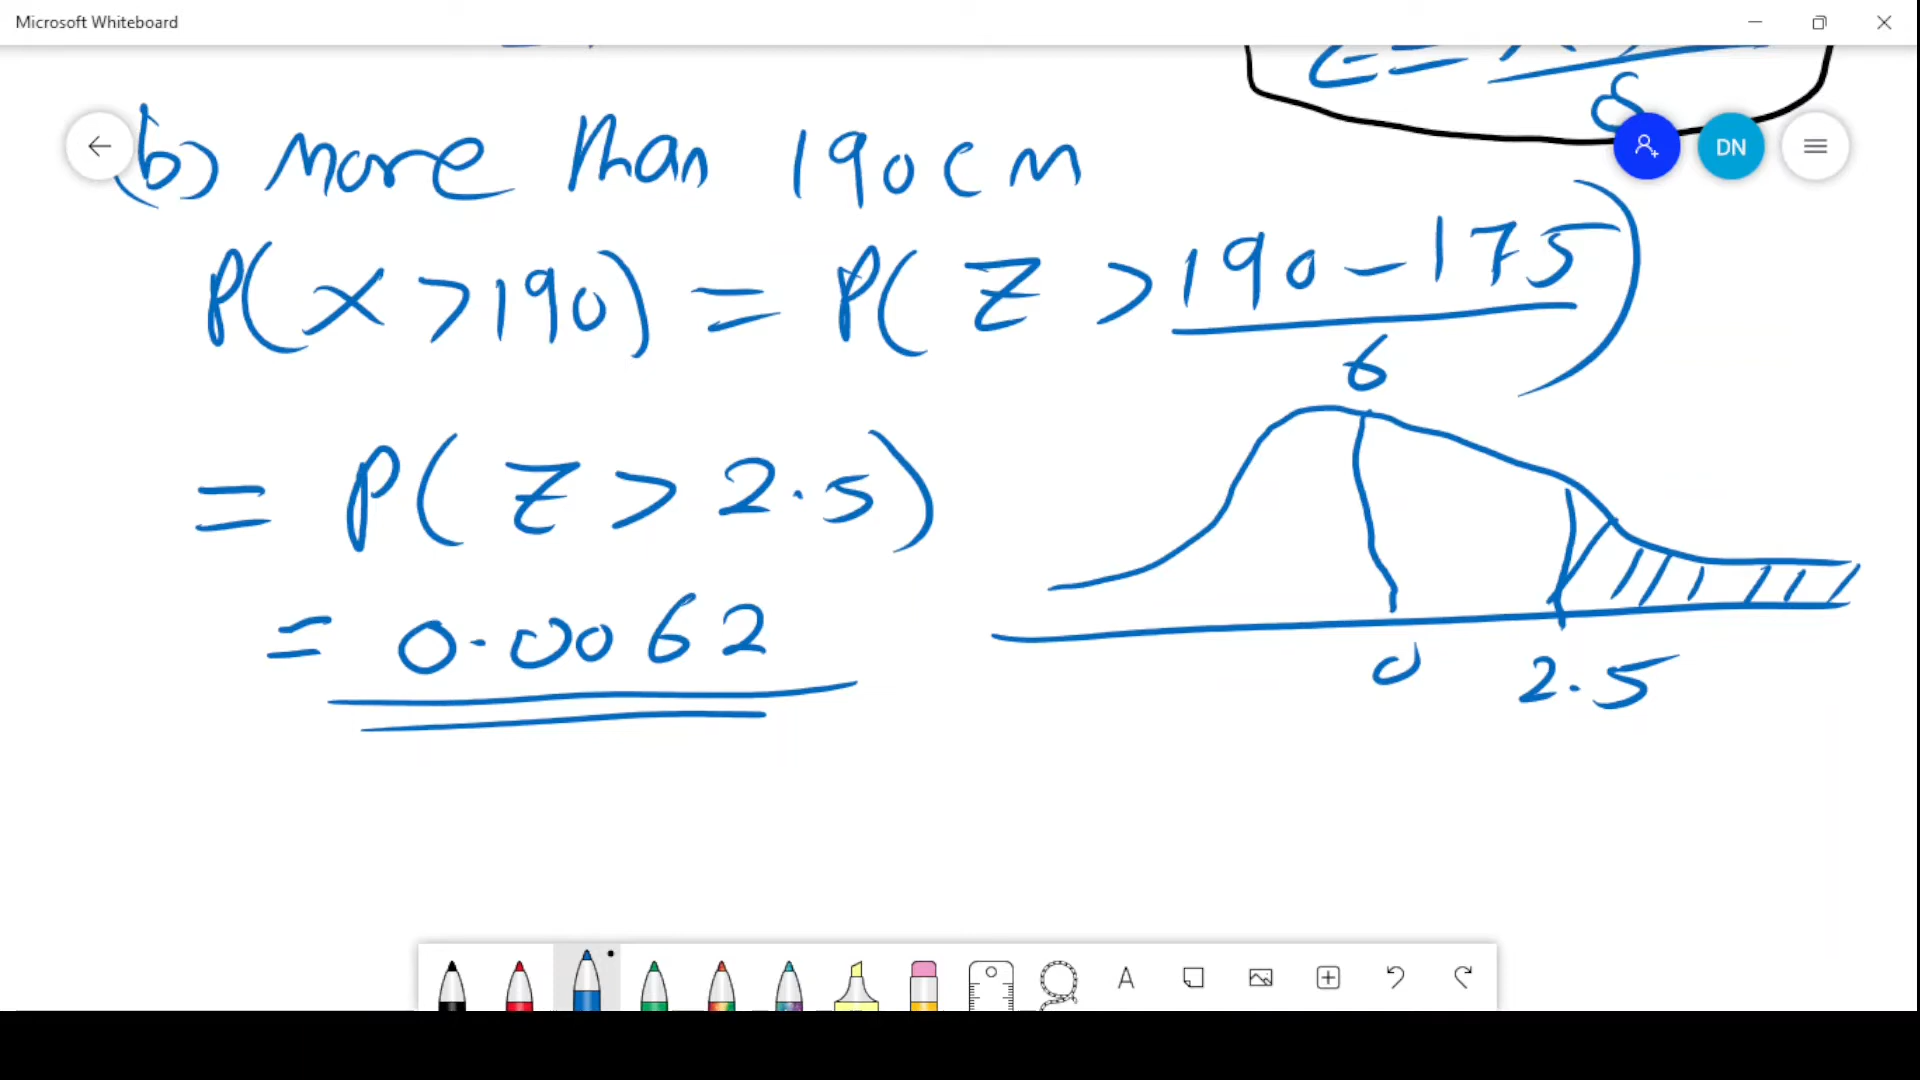 Microsoft Whiteboard
(b) More than 190cm
DN
P(X>190) = P(Z > 190-175
6 )
= P(Z > 2.5)
= 0.0062
0 2.5
A